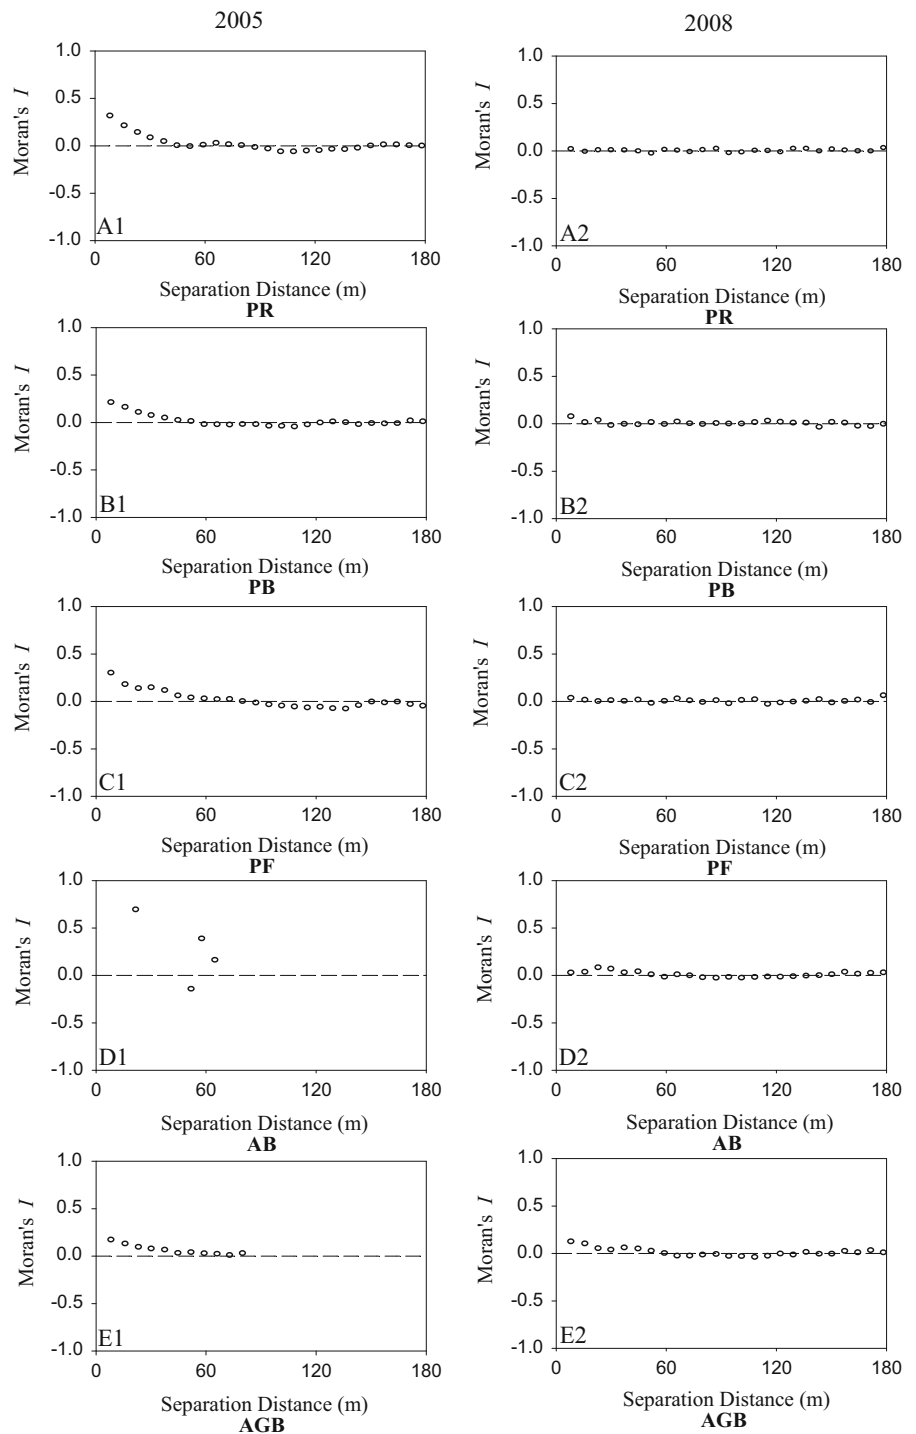 2005 2008
1.0 1.0
0.5 0.5
Moran's I 0.0 Moran's I 0.0
-0.5 -0.5
A1 A2
-1.0 -1.0
0 60 120 180 0 60 120 180
Separation Distance (m) Separation Distance (m)
PR PR
1.0 1.0
0.5 0.5
Moran's I 0.0 Moran's I 0.0
-0.5 -0.5
B1 B2
-1.0 -1.0
0 60 120 180 0 60 120 180
Separation Distance (m) Separation Distance (m)
PB PB
1.0 1.0
0.5 0.5
Moran's I 0.0 Moran's I 0.0
-0.5 -0.5
C1 C2
-1.0 -1.0
0 60 120 180 0 60 120 180
Separation Distance (m) Separation Distance (m)
PF PF
1.0 1.0
0.5 0.5
Moran's I 0.0 Moran's I 0.0
-0.5 -0.5
D1 D2
-1.0 -1.0
0 60 120 180 0 60 120 180
Separation Distance (m) Separation Distance (m)
AB AB
1.0 1.0
0.5 0.5
Moran's I 0.0 Moran's I 0.0
-0.5 -0.5
E1 E2
-1.0 -1.0
0 60 120 180 0 60 120 180
Separation Distance (m) Separation Distance (m)
AGB AGB